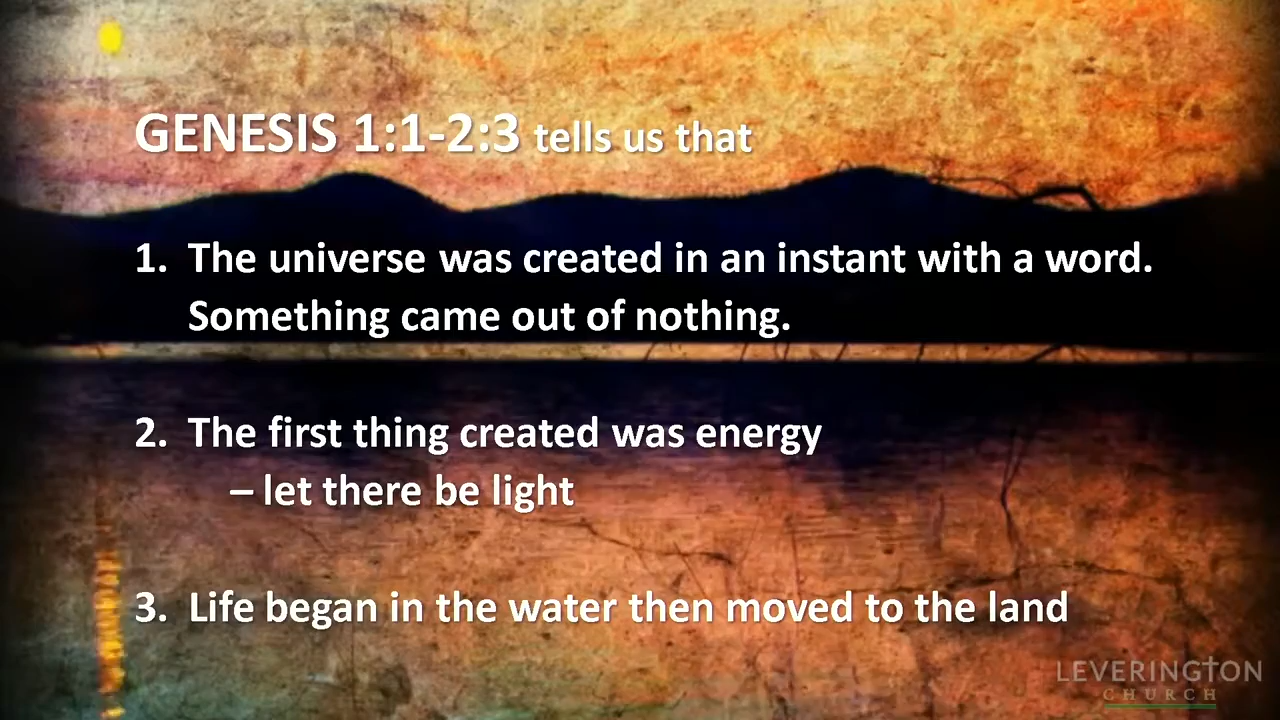 GENESIS 1:1-2:3 tells us that
1. The universe was created in an instant with a word.
Something came out of nothing.
2. The first thing created was energy
– let there be light
3. Life began in the water then moved to the land
LEVERINGTON
CHURCH